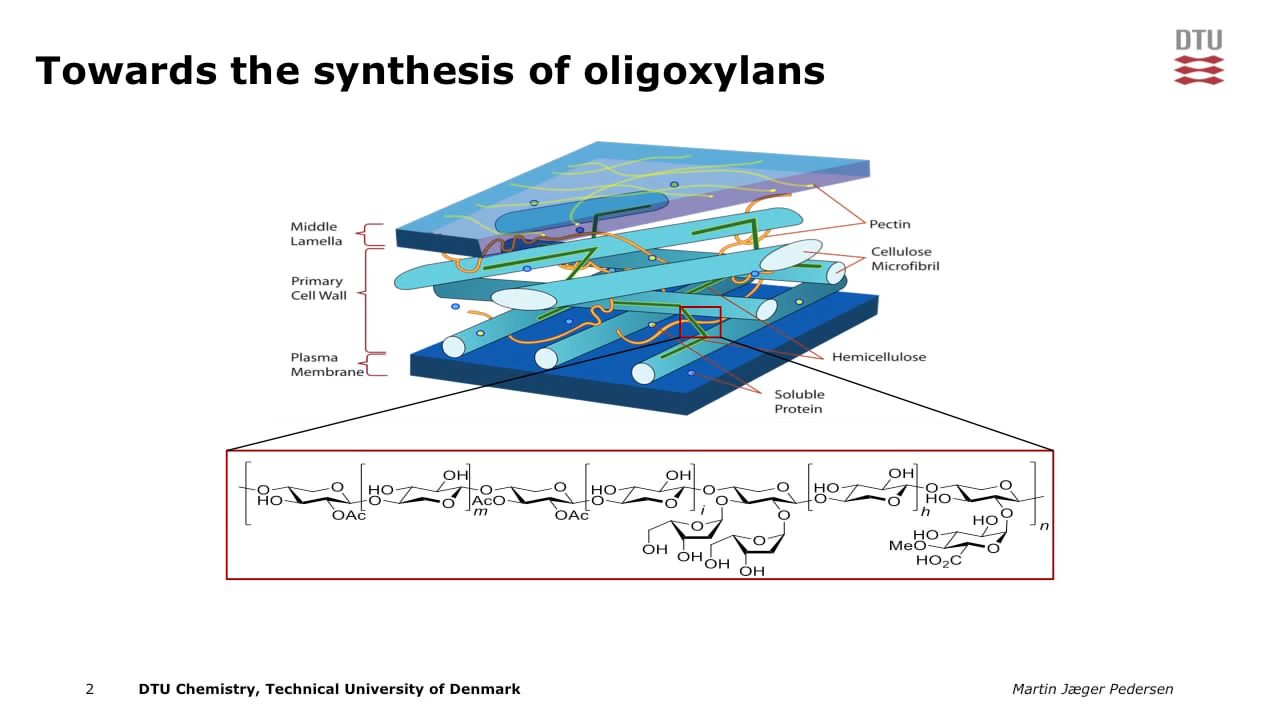 Towards the synthesis of oligoxylans
DTU
Middle
Lamella
Primary
Cell Wall
Plasma
Membrane
Pectin
Cellulose
Microfibril
Hemicellulose
Soluble
Protein
O
HO
O
OAc
O
HO
O
OH
O
m
O
AcO
O
OAc
O
HO
O
OH
O
i
O
O
O
O
O
OH
OH
O
OH
OH
HO
O
OH
O
h
O
HO
O
O
HO
HO
MeO
HO2C
O
n
2
DTU Chemistry, Technical University of Denmark
Martin Jæger Pedersen